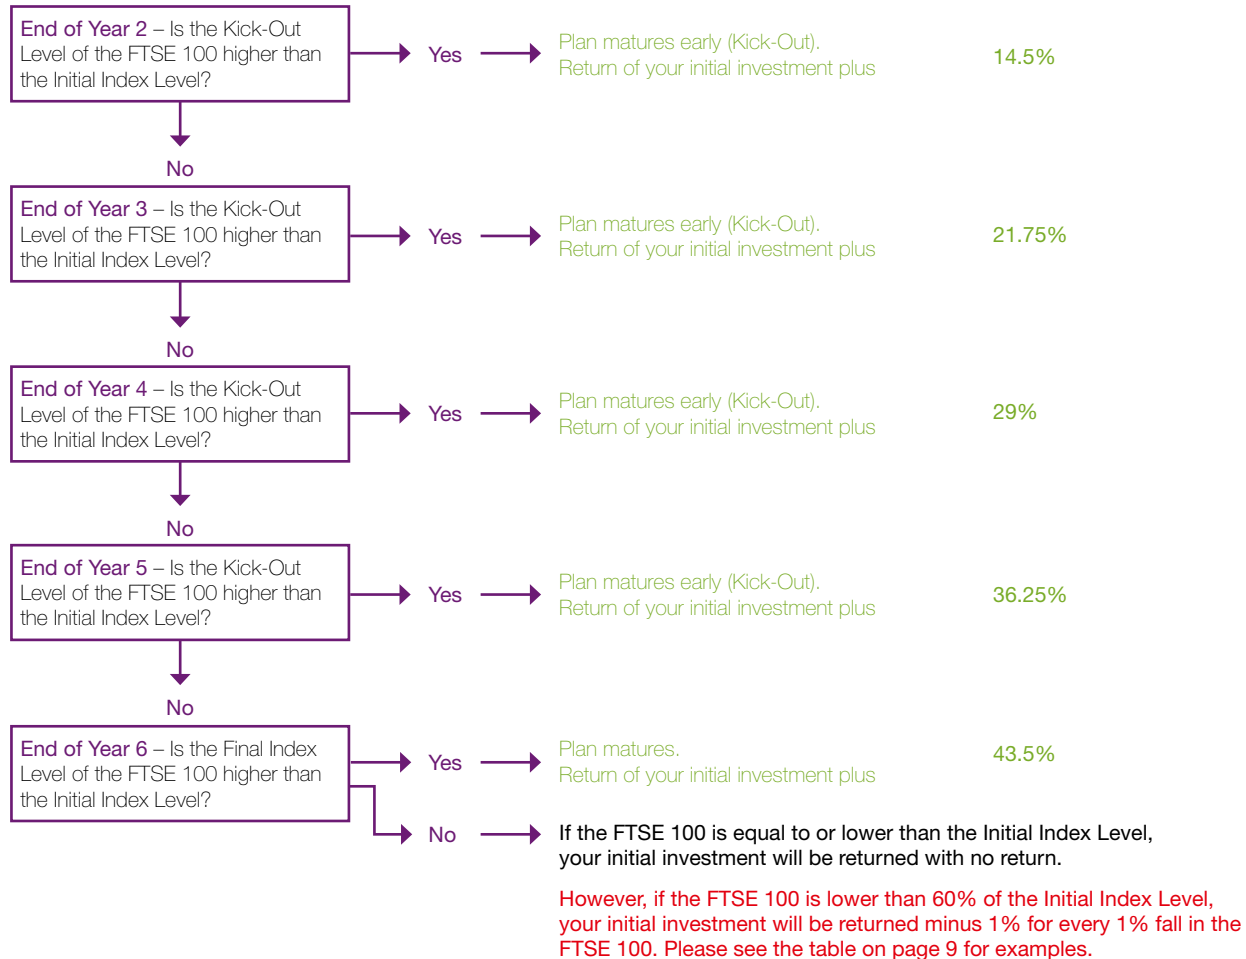 End of Year 2 – Is the Kick-Out
Level of the FTSE 100 higher than
the Initial Index Level?
Yes
Plan matures early (Kick-Out).
Return of your initial investment plus
14.5%
No
End of Year 3 – Is the Kick-Out
Level of the FTSE 100 higher than
the Initial Index Level?
Yes
Plan matures early (Kick-Out).
Return of your initial investment plus
21.75%
No
End of Year 4 – Is the Kick-Out
Level of the FTSE 100 higher than
the Initial Index Level?
Yes
Plan matures early (Kick-Out).
Return of your initial investment plus
29%
No
End of Year 5 – Is the Kick-Out
Level of the FTSE 100 higher than
the Initial Index Level?
Yes
Plan matures early (Kick-Out).
Return of your initial investment plus
36.25%
No
End of Year 6 – Is the Final Index
Level of the FTSE 100 higher than
the Initial Index Level?
Yes
Plan matures.
Return of your initial investment plus
43.5%
No
If the FTSE 100 is equal to or lower than the Initial Index Level,
your initial investment will be returned with no return.
However, if the FTSE 100 is lower than 60% of the Initial Index Level,
your initial investment will be returned minus 1% for every 1% fall in the
FTSE 100. Please see the table on page 9 for examples.